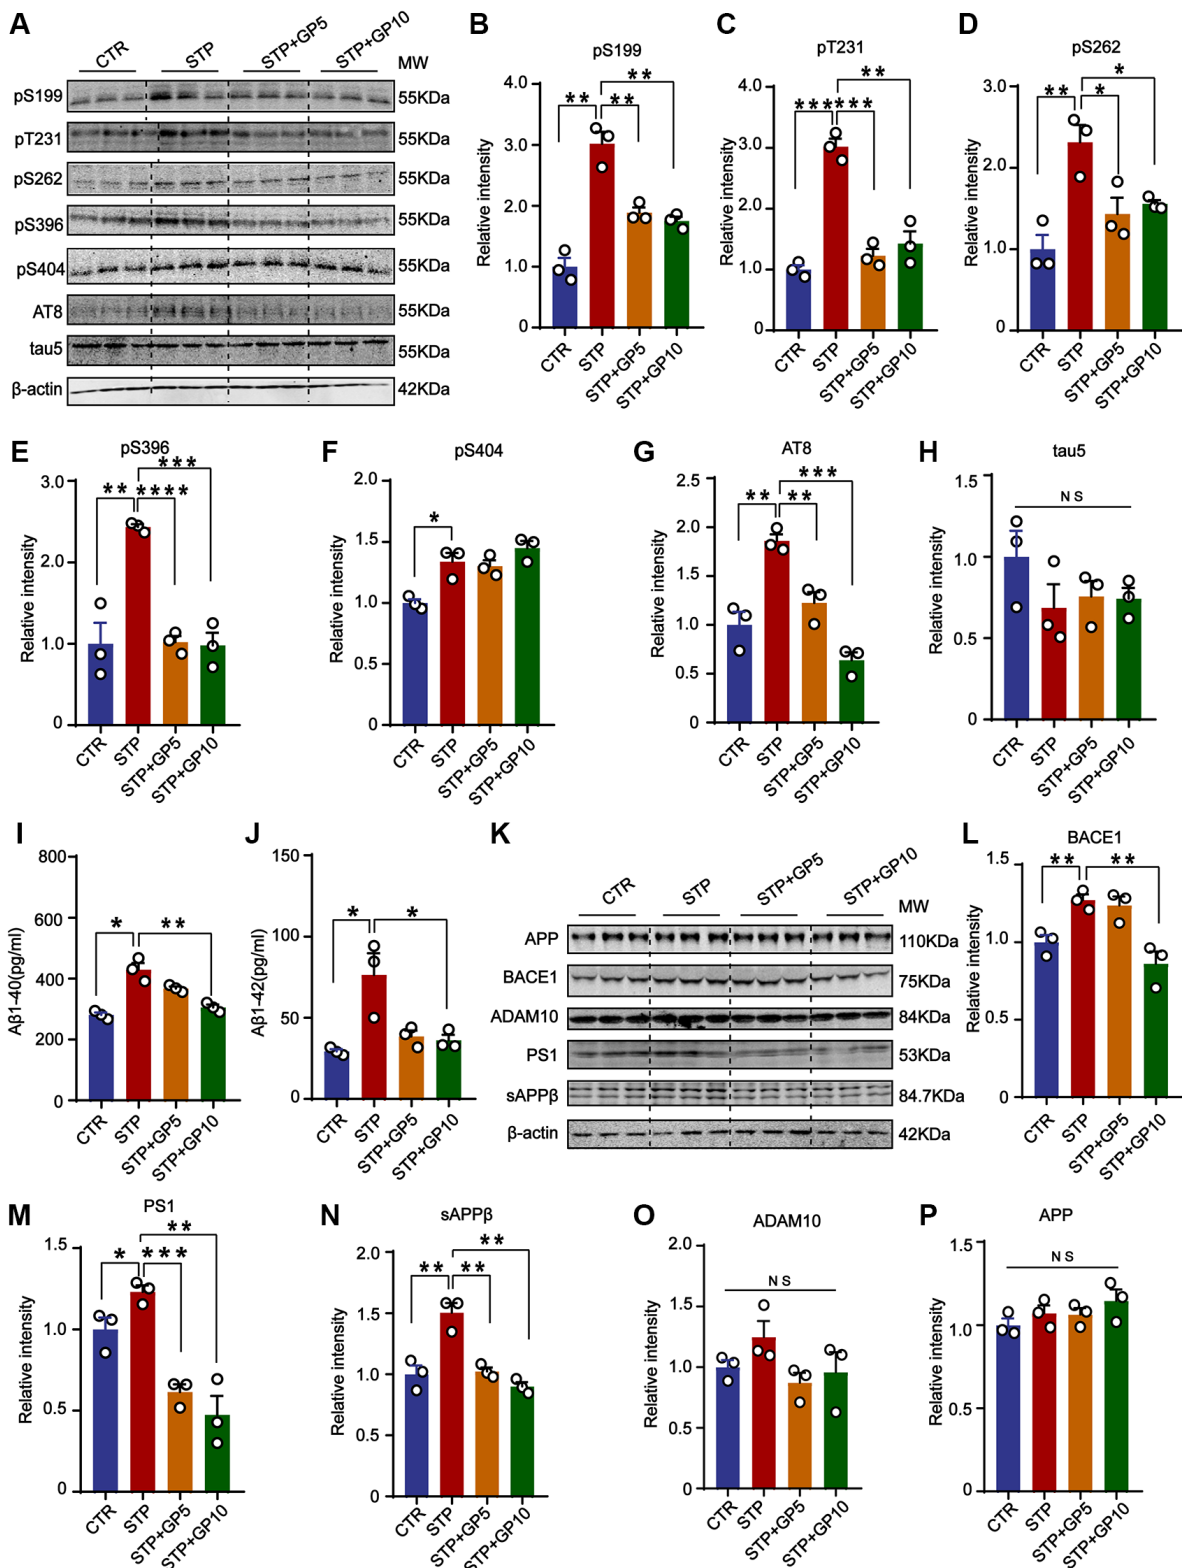 A
CTR STP STP+GP5 STP+GP10 MW
pS199 55KDa
pT231 55KDa
pS262 55KDa
pS396 55KDa
pS404 55KDa
AT8 55KDa
tau5 55KDa
β-actin 42KDa
B
pS199
Relative intensity
4.0
3.0
2.0
1.0
0
** ** **
CTR STP STP+GP5 STP+GP10
C
pT231
Relative intensity
4.0
3.0
2.0
1.0
0
*** *** **
CTR STP STP+GP5 STP+GP10
D
pS262
Relative intensity
3.0
2.0
1.0
0
** * *
CTR STP STP+GP5 STP+GP10
E
pS396
Relative intensity
3.0
2.0
1.0
0
** **** ***
CTR STP STP+GP5 STP+GP10
F
pS404
Relative intensity
2.0
1.5
1.0
0.5
0
*
CTR STP STP+GP5 STP+GP10
G
AT8
Relative intensity
2.5
2.0
1.5
1.0
0.5
0
** ** ***
CTR STP STP+GP5 STP+GP10
H
tau5
Relative intensity
1.5
1.0
0.5
0
NS
CTR STP STP+GP5 STP+GP10
I
Aβ1-40(pg/ml)
800
600
400
200
0
* **
CTR STP STP+GP5 STP+GP10
J
Aβ1-42(pg/ml)
150
100
50
0
* *
CTR STP STP+GP5 STP+GP10
K
CTR STP STP+GP5 STP+GP10 MW
APP 110KDa
BACE1 75KDa
ADAM10 84KDa
PS1 53KDa
sAPPβ 84.7KDa
β-actin 42KDa
L
BACE1
Relative intensity
1.5
1.0
0.5
0
** **
CTR STP STP+GP5 STP+GP10
M
PS1
Relative intensity
1.5
1.0
0.5
0
* *** **
CTR STP STP+GP5 STP+GP10
N
sAPPβ
Relative intensity
2.0
1.5
1.0
0.5
0
** ** **
CTR STP STP+GP5 STP+GP10
O
ADAM10
Relative intensity
2.0
1.5
1.0
0.5
0
NS
CTR STP STP+GP5 STP+GP10
P
APP
Relative intensity
1.5
1.0
0.5
0
NS
CTR STP STP+GP5 STP+GP10